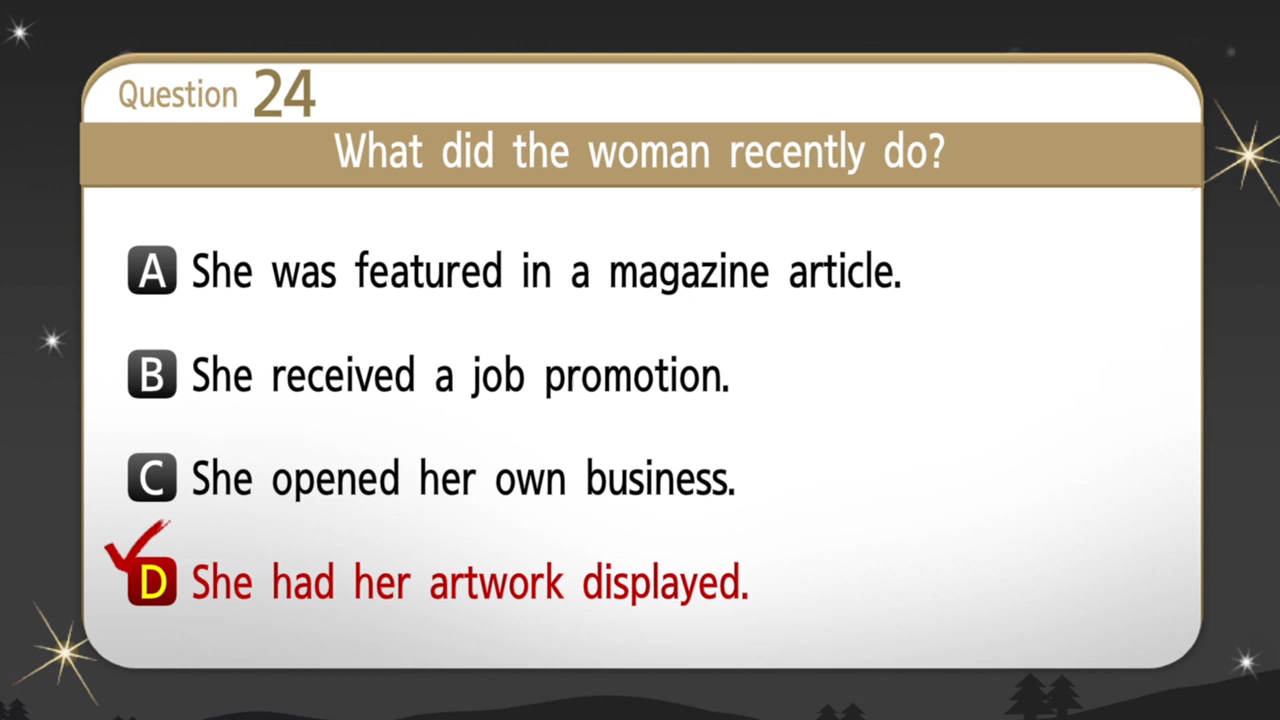 Question 24
What did the woman recently do?
A She was featured in a magazine article.
B She received a job promotion.
C She opened her own business.
D She had her artwork displayed.